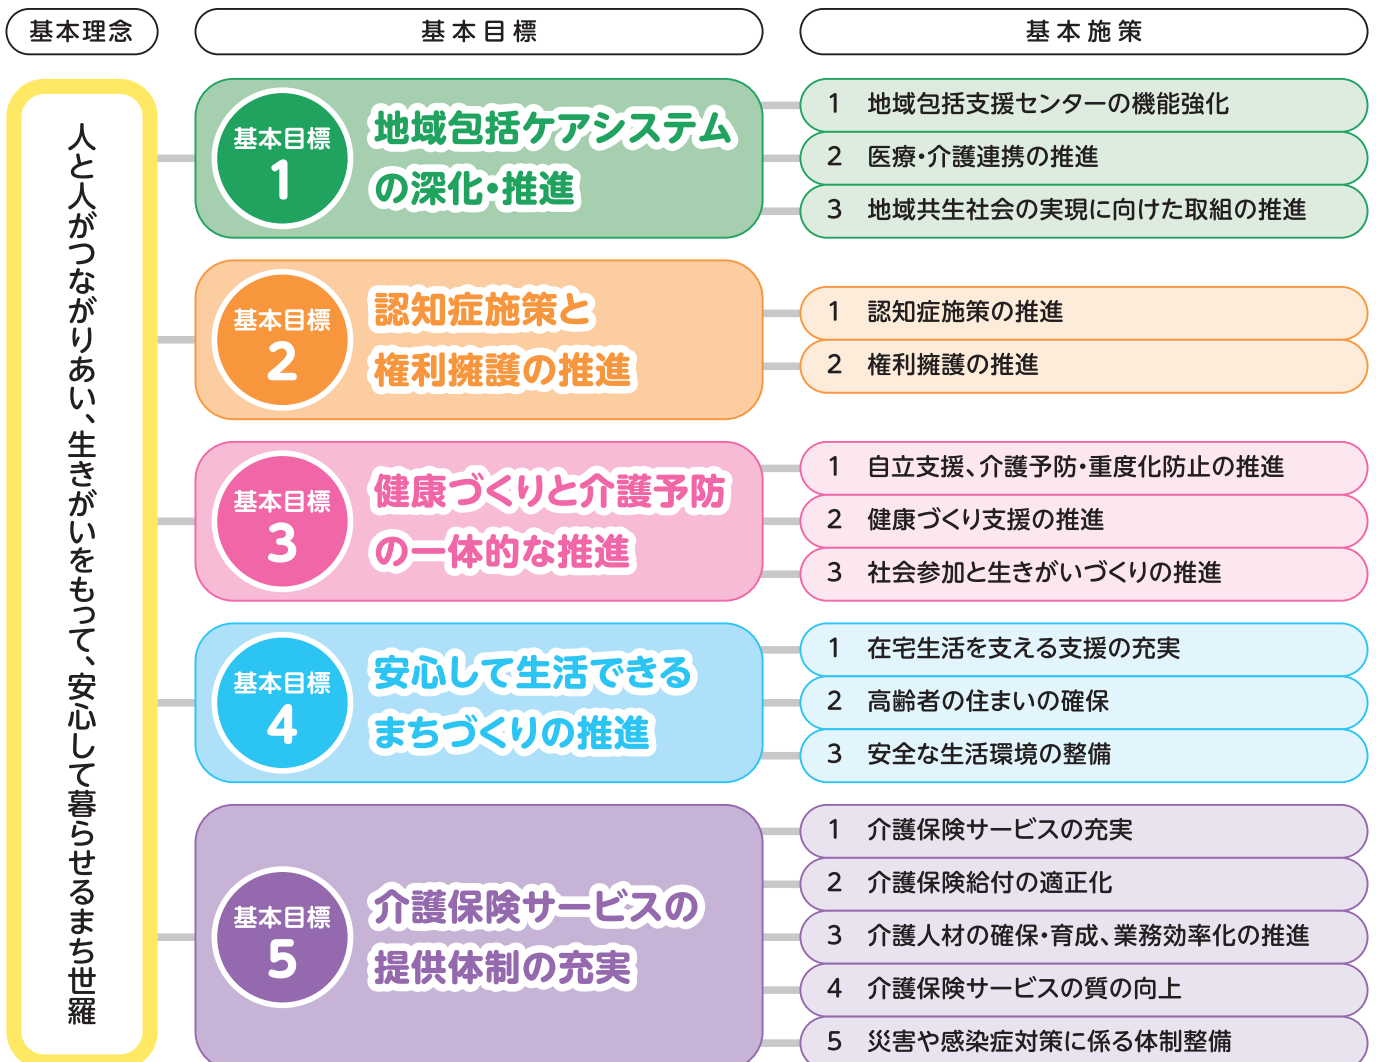 基本理念
基本目標
基本施策
人と人がつながりあい、生きがいをもって、安心して暮らせるまち世羅
基本目標
1
地域包括ケアシステム
の深化・推進
1 地域包括支援センターの機能強化
2 医療・介護連携の推進
3 地域共生社会の実現に向けた取組の推進
基本目標
2
認知症施策と
権利擁護の推進
1 認知症施策の推進
2 権利擁護の推進
基本目標
3
健康づくりと介護予防
の一体的な推進
1 自立支援、介護予防・重度化防止の推進
2 健康づくり支援の推進
3 社会参加と生きがいづくりの推進
基本目標
4
安心して生活できる
まちづくりの推進
1 在宅生活を支える支援の充実
2 高齢者の住まいの確保
3 安全な生活環境の整備
基本目標
5
介護保険サービスの
提供体制の充実
1 介護保険サービスの充実
2 介護保険給付の適正化
3 介護人材の確保・育成、業務効率化の推進
4 介護保険サービスの質の向上
5 災害や感染症対策に係る体制整備